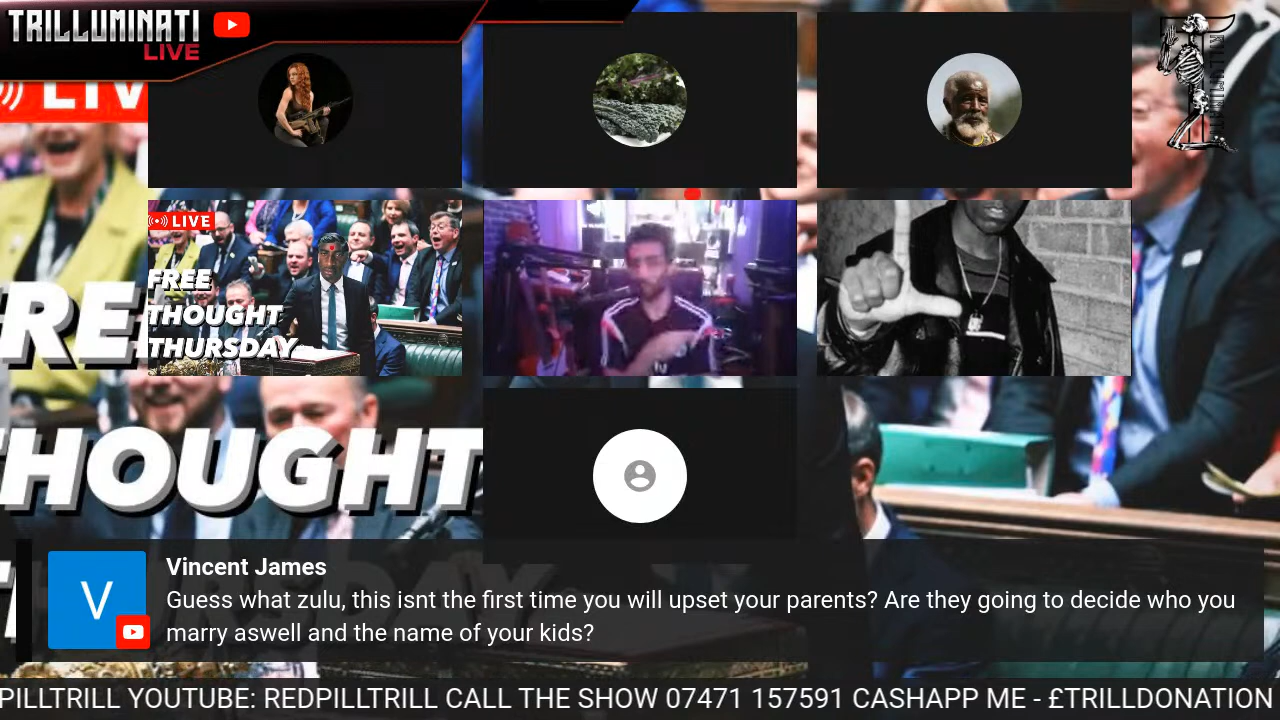 TRILLUMINATI
LIVE
TRILLUMINATI
LIV
LIVE
FREE
THOUGHT
THURSDAY
RE
HOUGHT
Vincent James
Guess what zulu, this isnt the first time you will upset your parents? Are they going to decide who you
marry aswell and the name of your kids?
PILLTRILL YOUTUBE: REDPILLTRILL CALL THE SHOW 07471 157591 CASHAPP ME - £TRILLDONATION